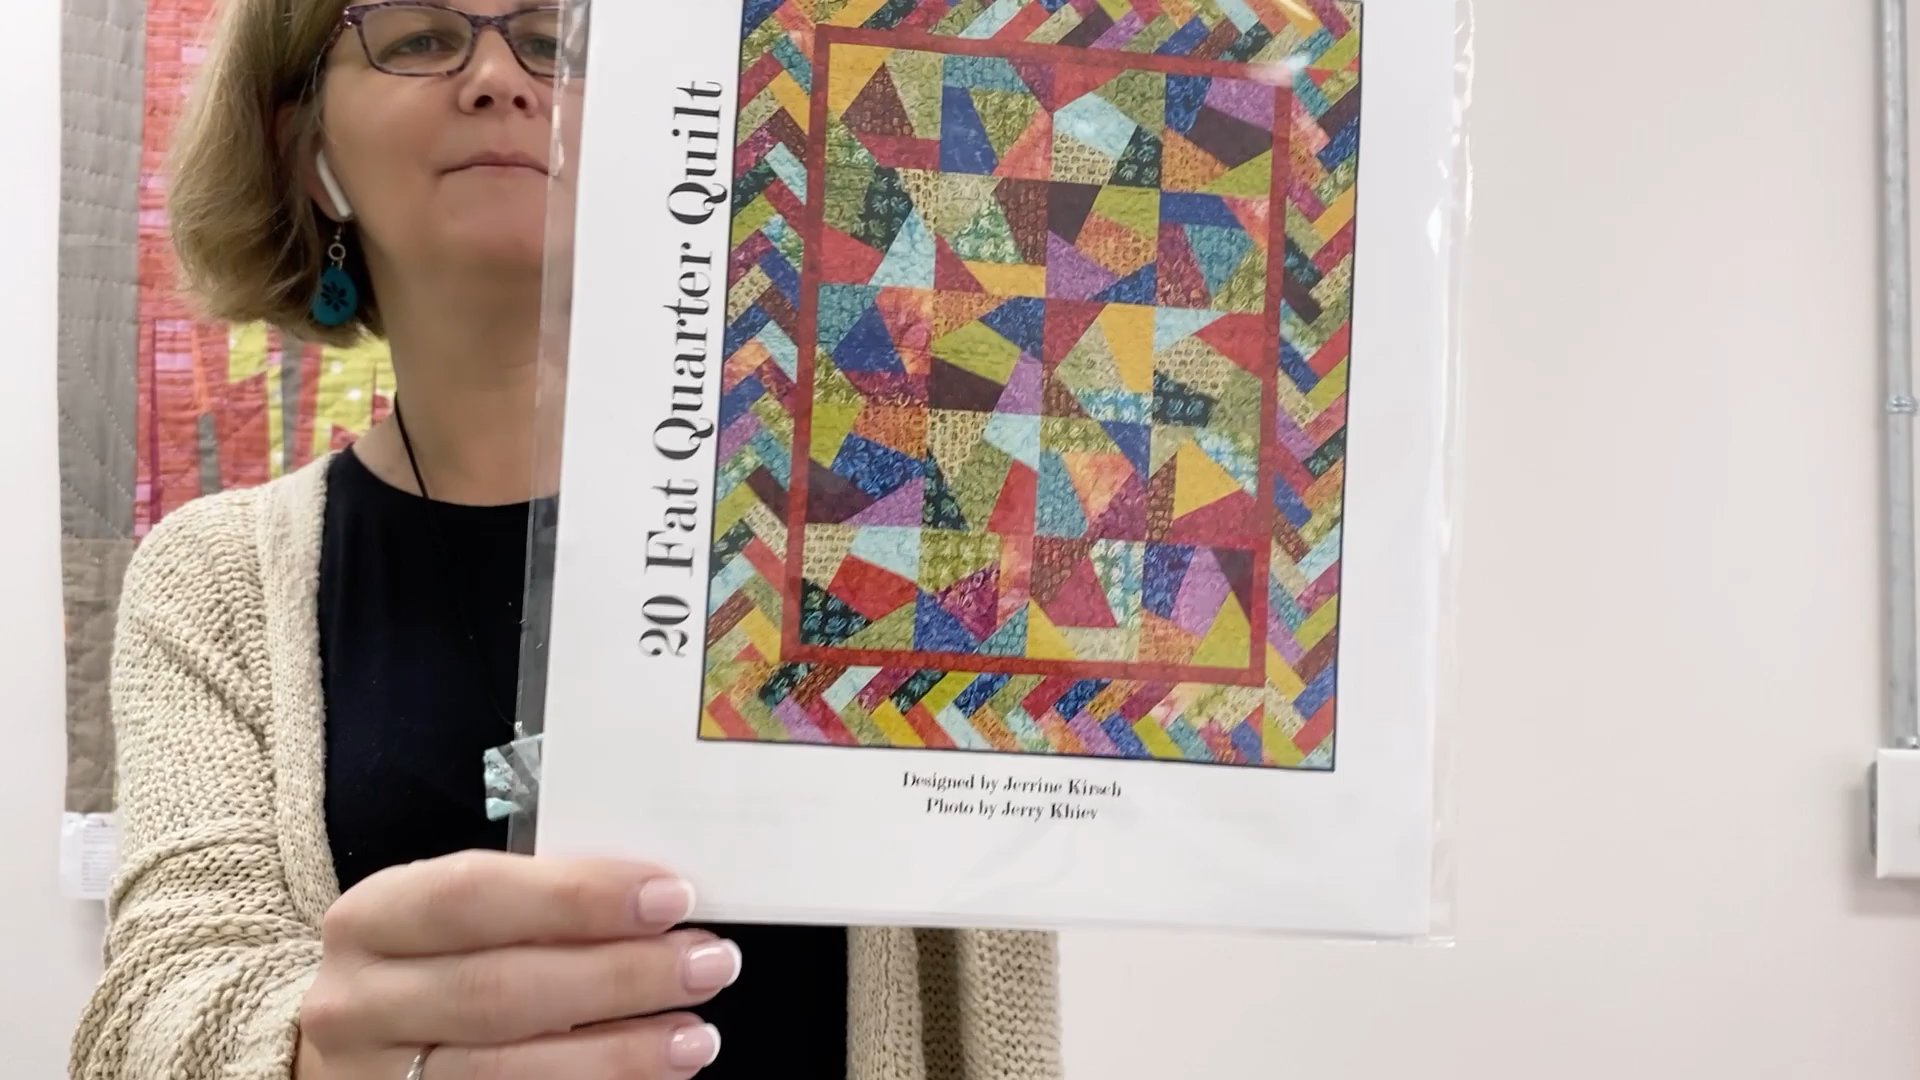 20 Fat Quarter Quilt
Designed by Jerrine Kirsch
Photo by Jerry Khiev